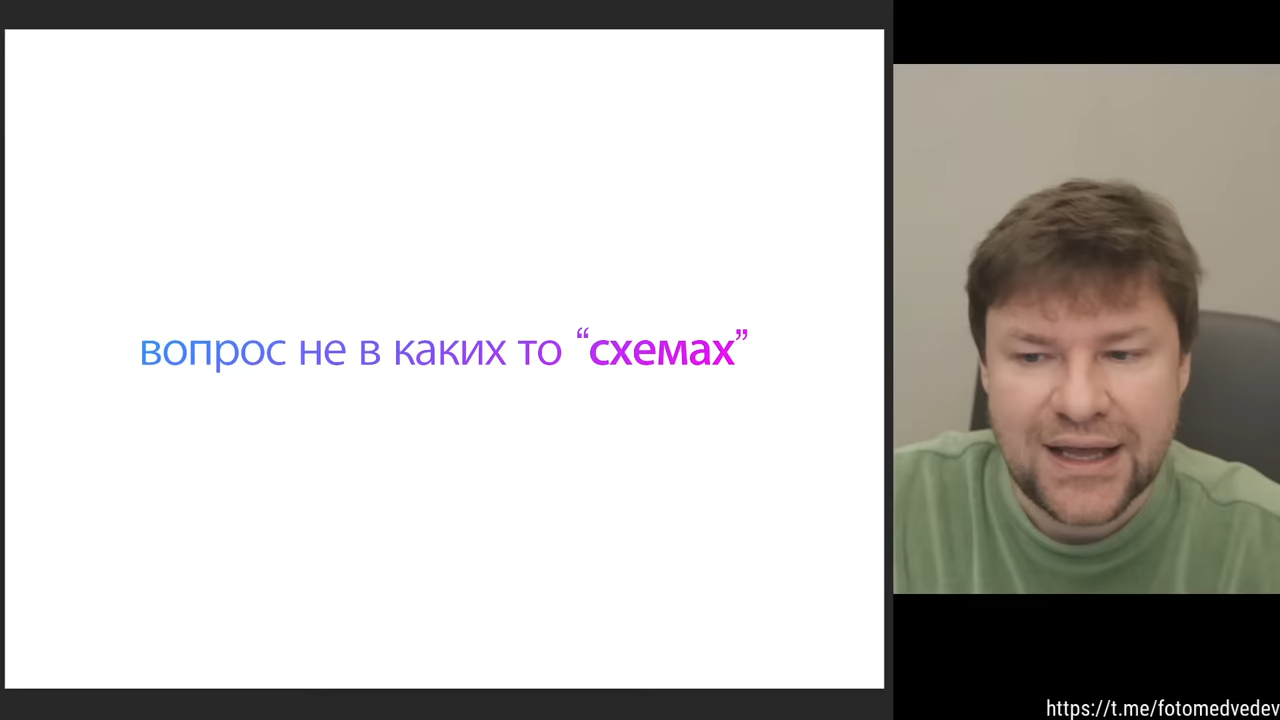 вопрос не в каких то “схемах”
https://t.me/fotomedvedev